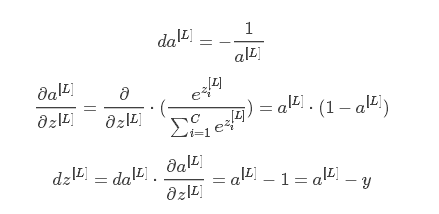 da^{[L]} = -\frac{1}{a^{[L]}}
\frac{\partial a^{[L]}}{\partial z^{[L]}} = \frac{\partial}{\partial z^{[L]}} \cdot (\frac{e^{z_i^{[L]}}}{\sum_{i=1}^{C} e^{z_i^{[L]}}}) = a^{[L]} \cdot (1 - a^{[L]})
dz^{[L]} = da^{[L]} \cdot \frac{\partial a^{[L]}}{\partial z^{[L]}} = a^{[L]} - 1 = a^{[L]} - y